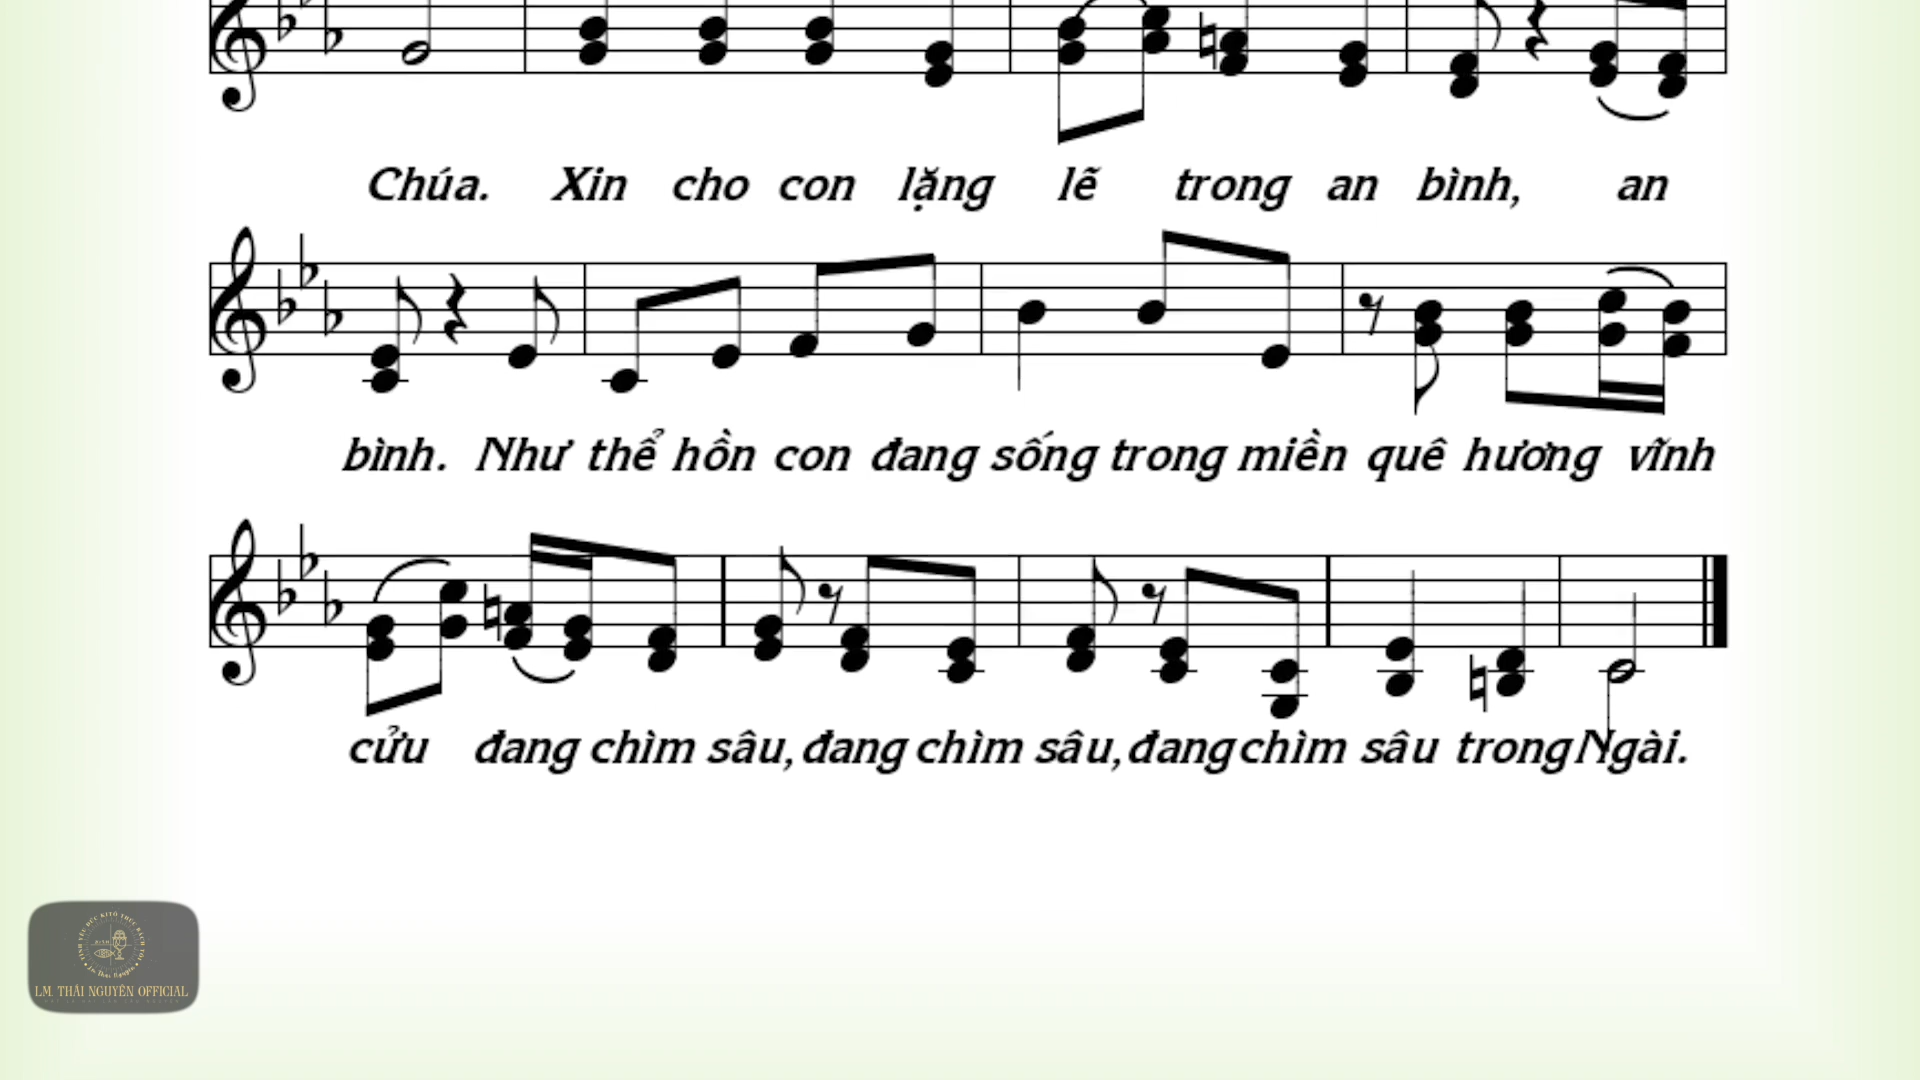 Chúa. Xin cho con lặng lẽ trong an bình, an
bình. Như thể hồn con đang sống trong miền quê hương vĩnh
cửu đang chìm sâu, đang chìm sâu, đang chìm sâu trong Ngài.
LM. THÁI NGUYÊN OFFICIAL